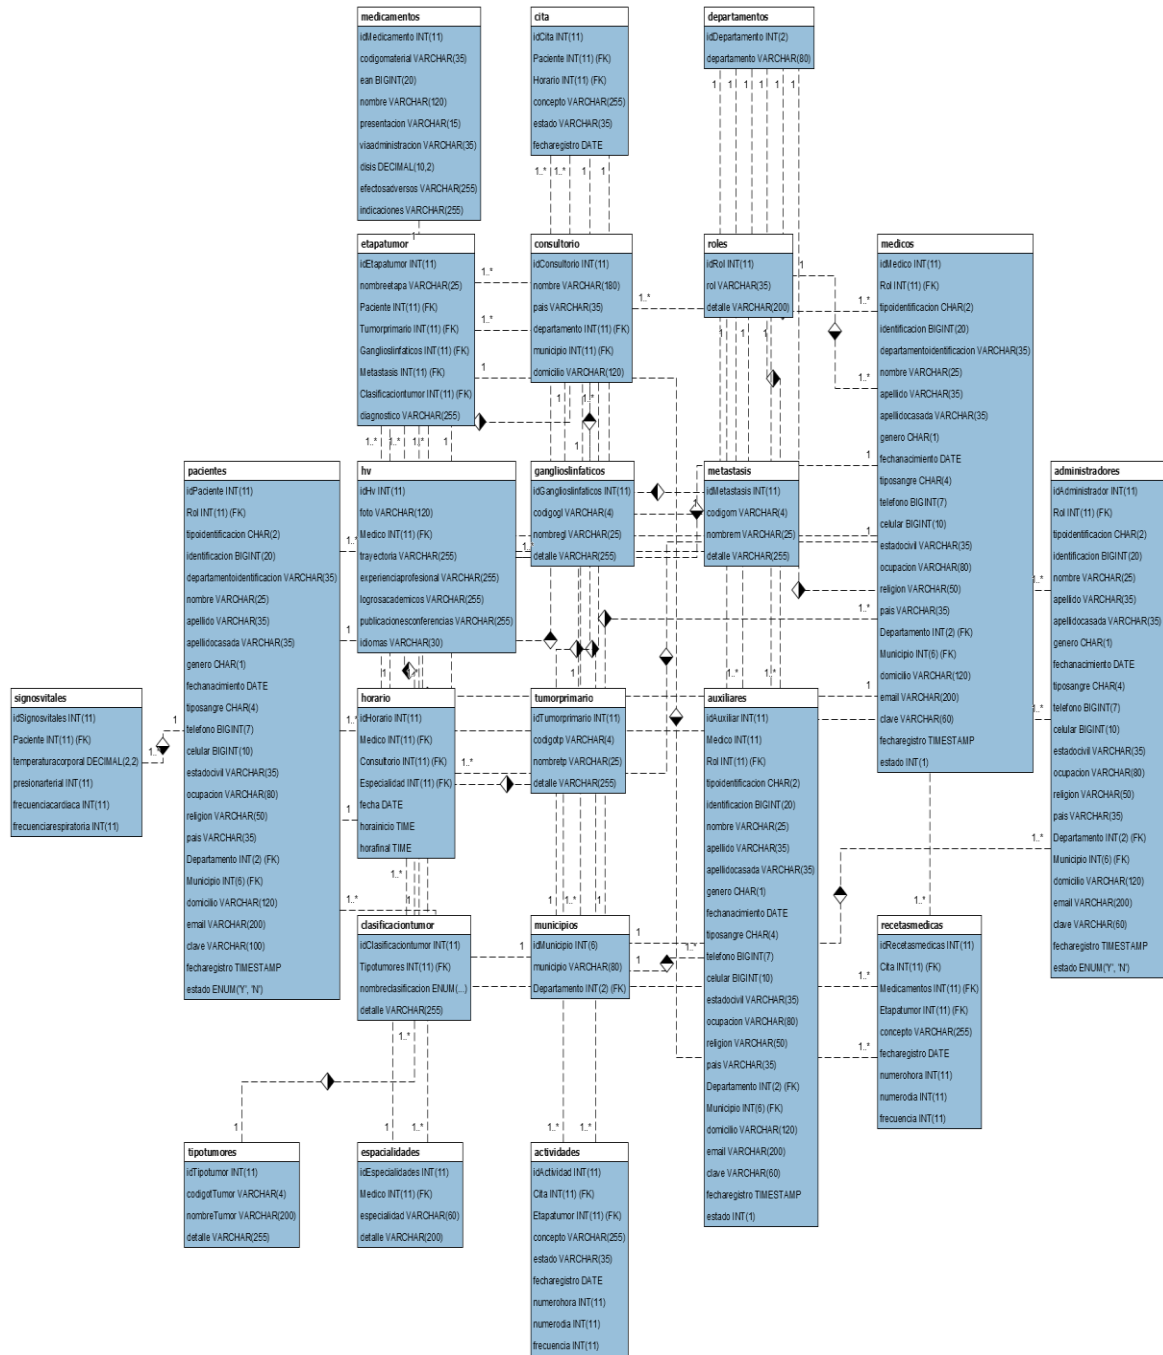 medicamentos
idMedicamento INT(11)
codigomaterial VARCHAR(35)
ean BIGINT(20)
nombre VARCHAR(120)
presentacion VARCHAR(15)
viaadministracion VARCHAR(35)
disis DECIMAL(10,2)
efectosadversos VARCHAR(255)
indicaciones VARCHAR(255)
cita
idCita INT(11)
Paciente INT(11) (FK)
Horario INT(11) (FK)
concepto VARCHAR(255)
estado VARCHAR(35)
fecharegistro DATE
departamentos
idDepartamento INT(2)
departamento VARCHAR(80)
1 1 1 1 1 1
1..* 1..* 1 1
1
etapatumor
idEtapatumor INT(11)
nombreetapa VARCHAR(25)
Paciente INT(11) (FK)
Tumorprimario INT(11) (FK)
Ganglioslinfaticos INT(11) (FK)
Metastasis INT(11) (FK)
Clasificaciontumor INT(11) (FK)
diagnostico VARCHAR(255)
1..*
1..*
1
consultorio
idConsultorio INT(11)
nombre VARCHAR(180)
pais VARCHAR(35)
departamento INT(11) (FK)
municipio INT(11) (FK)
domicilio VARCHAR(120)
1..*
roles
idRol INT(11)
rol VARCHAR(35)
detalle VARCHAR(200)
1
1..*
1..*
medicos
idMedico INT(11)
Rol INT(11) (FK)
tipoidentificacion CHAR(2)
identificacion BIGINT(20)
departamentoidentificacion VARCHAR(35)
nombre VARCHAR(25)
apellido VARCHAR(35)
apellidocasada VARCHAR(35)
genero CHAR(1)
fechanacimiento DATE
tiposangre CHAR(4)
telefono BIGINT(7)
celular BIGINT(10)
estadocivil VARCHAR(35)
ocupacion VARCHAR(80)
religion VARCHAR(50)
pais VARCHAR(35)
Departamento INT(2) (FK)
Municipio INT(6) (FK)
domicilio VARCHAR(120)
email VARCHAR(200)
clave VARCHAR(60)
fecharegistro TIMESTAMP
estado INT(1)
pacientes
idPaciente INT(11)
Rol INT(11) (FK)
tipoidentificacion CHAR(2)
identificacion BIGINT(20)
departamentoidentificacion VARCHAR(35)
nombre VARCHAR(25)
apellido VARCHAR(35)
apellidocasada VARCHAR(35)
genero CHAR(1)
fechanacimiento DATE
tiposangre CHAR(4)
telefono BIGINT(7)
celular BIGINT(10)
estadocivil VARCHAR(35)
ocupacion VARCHAR(80)
religion VARCHAR(50)
pais VARCHAR(35)
Departamento INT(2) (FK)
Municipio INT(6) (FK)
domicilio VARCHAR(120)
email VARCHAR(200)
clave VARCHAR(100)
fecharegistro TIMESTAMP
estado ENUM('Y', 'N')
hv
idHv INT(11)
foto VARCHAR(120)
Medico INT(11) (FK)
trayectoria VARCHAR(255)
experienciaprofesional VARCHAR(255)
logrosacademicos VARCHAR(255)
publicacionesconferencias VARCHAR(255)
idiomas VARCHAR(30)
ganglioslinfaticos
idGanglioslinfaticos INT(11)
codigogl VARCHAR(4)
nombregl VARCHAR(25)
detalle VARCHAR(255)
metastasis
idMetastasis INT(11)
codigom VARCHAR(4)
nombrem VARCHAR(25)
detalle VARCHAR(255)
administradores
idAdministrador INT(11)
Rol INT(11) (FK)
tipoidentificacion CHAR(2)
identificacion BIGINT(20)
nombre VARCHAR(25)
apellido VARCHAR(35)
apellidocasada VARCHAR(35)
genero CHAR(1)
fechanacimiento DATE
tiposangre CHAR(4)
telefono BIGINT(7)
celular BIGINT(10)
estadocivil VARCHAR(35)
ocupacion VARCHAR(80)
religion VARCHAR(50)
pais VARCHAR(35)
Departamento INT(2) (FK)
Municipio INT(6) (FK)
domicilio VARCHAR(120)
email VARCHAR(200)
clave VARCHAR(60)
fecharegistro TIMESTAMP
estado ENUM('Y', 'N')
signosvitales
idSignosvitales INT(11)
Paciente INT(11) (FK)
temperaturacorporal DECIMAL(2,2)
presionarterial INT(11)
frecuenciacardiaca INT(11)
frecuenciarespiratoria INT(11)
1
1..*
horario
idHorario INT(11)
Medico INT(11) (FK)
Consultorio INT(11) (FK)
Especialidad INT(11) (FK)
fecha DATE
horainicio TIME
horafinal TIME
tumorprimario
idTumorprimario INT(11)
codigotp VARCHAR(4)
nombretp VARCHAR(25)
detalle VARCHAR(255)
auxiliares
idAuxiliar INT(11)
Medico INT(11)
Rol INT(11) (FK)
tipoidentificacion CHAR(2)
identificacion BIGINT(20)
nombre VARCHAR(25)
apellido VARCHAR(35)
apellidocasada VARCHAR(35)
genero CHAR(1)
fechanacimiento DATE
tiposangre CHAR(4)
telefono BIGINT(7)
celular BIGINT(10)
estadocivil VARCHAR(35)
ocupacion VARCHAR(80)
religion VARCHAR(50)
pais VARCHAR(35)
Departamento INT(2) (FK)
Municipio INT(6) (FK)
domicilio VARCHAR(120)
email VARCHAR(200)
clave VARCHAR(60)
fecharegistro TIMESTAMP
estado INT(1)
clasificaciontumor
idClasificaciontumor INT(11)
Tipotumores INT(11) (FK)
nombreclasificacion ENUM(...)
detalle VARCHAR(255)
municipios
idMunicipio INT(6)
municipio VARCHAR(80)
Departamento INT(2) (FK)
recetasmedicas
idRecetasmedicas INT(11)
Cita INT(11) (FK)
Medicamentos INT(11) (FK)
Etapatumor INT(11) (FK)
concepto VARCHAR(255)
fecharegistro DATE
numerohora INT(11)
numerodia INT(11)
frecuencia INT(11)
1..*
1
1
1..*
1..*
1..*
tipotumores
idTipotumor INT(11)
codigotTumor VARCHAR(4)
nombreTumor VARCHAR(200)
detalle VARCHAR(255)
espacialidades
idEspecialidades INT(11)
Medico INT(11) (FK)
especialidad VARCHAR(60)
detalle VARCHAR(200)
actividades
idActividad INT(11)
Cita INT(11) (FK)
Etapatumor INT(11) (FK)
concepto VARCHAR(255)
estado VARCHAR(35)
fecharegistro DATE
numerohora INT(11)
numerodia INT(11)
frecuencia INT(11)